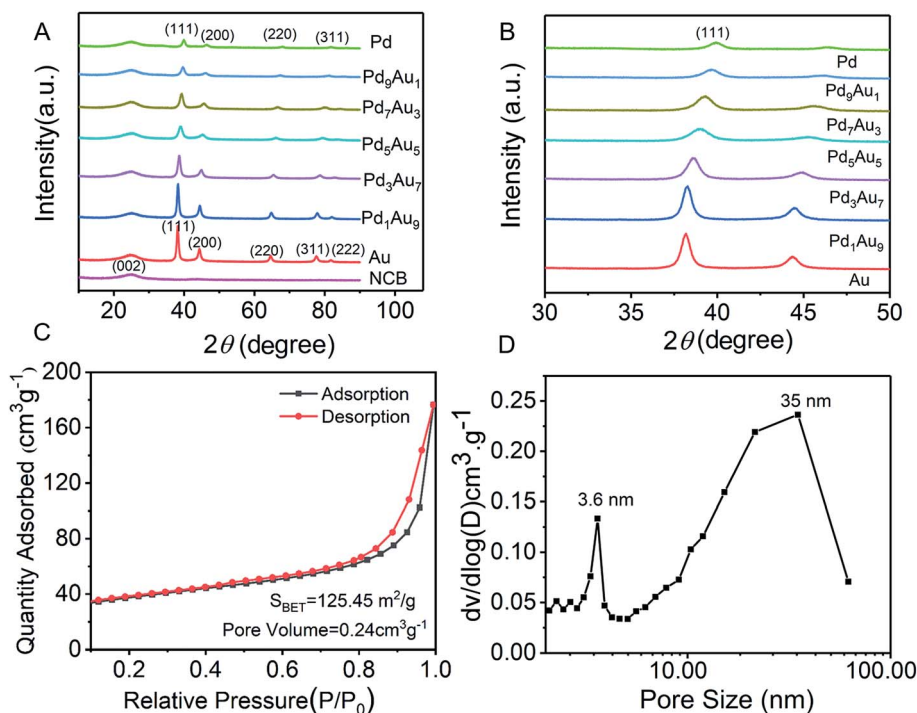 A
(111)
(200)
(220)
(311)
Pd
Pd₉Au₁
Pd₇Au₃
Pd₅Au₅
Pd₃Au₇
Pd₁Au₉
(111)
(200)
(220)
(311)
(222)
Au
(002)
NCB
Intensity(a.u.)
20
40
60
80
100
2θ (degree)
B
(111)
Pd
Pd₉Au₁
Pd₇Au₃
Pd₅Au₅
Pd₃Au₇
Pd₁Au₉
Au
Intensity (a.u.)
30
35
40
45
50
2θ (degree)
C
200
160
120
80
40
0
Quantity Adsorbed (cm³g⁻¹)
Adsorption
Desorption
S_BET=125.45 m²/g
Pore Volume=0.24cm³g⁻¹
0.2
0.4
0.6
0.8
1.0
Relative Pressure(P/P₀)
D
0.25
0.20
0.15
0.10
0.05
0.00
dv/dlog(D)cm³.g⁻¹
3.6 nm
35 nm
10.00
100.00
Pore Size (nm)